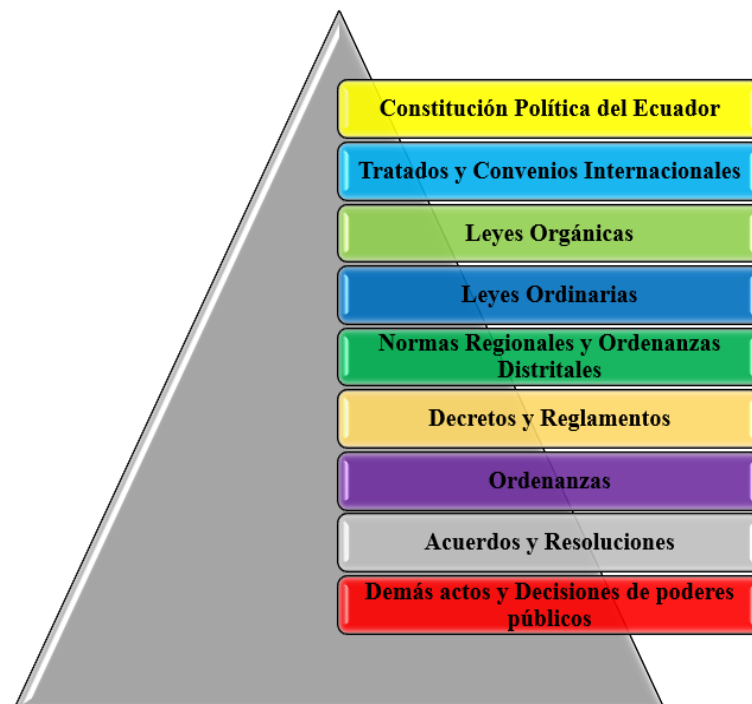 Constitución Política del Ecuador
Tratados y Convenios Internacionales
Leyes Orgánicas
Leyes Ordinarias
Normas Regionales y Ordenanzas
Distritales
Decretos y Reglamentos
Ordenanzas
Acuerdos y Resoluciones
Demás actos y Decisiones de poderes
públicos